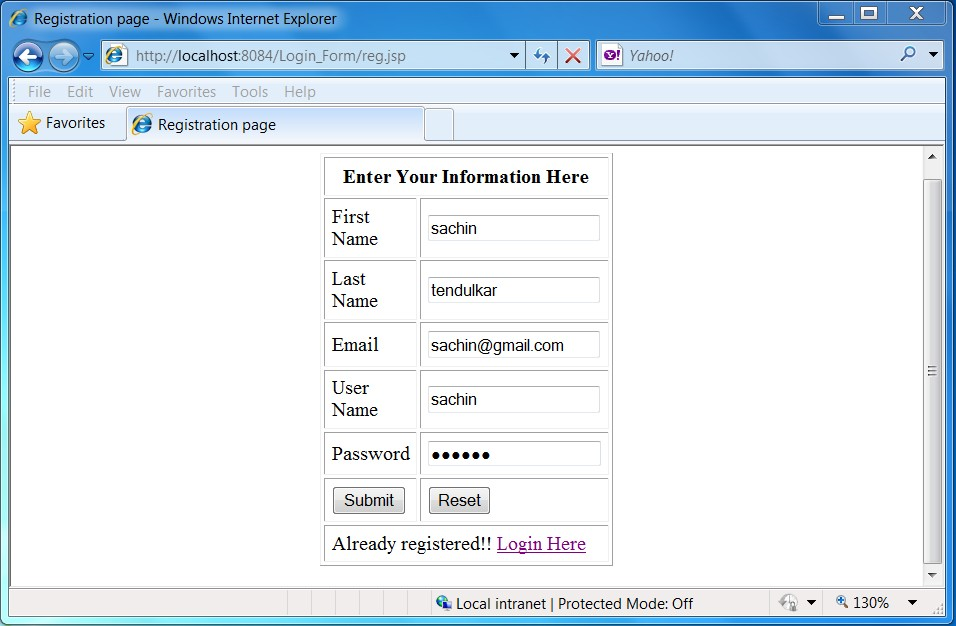 Registration page - Windows Internet Explorer
http://localhost:8084/Login_Form/reg.jsp
Yahoo!
File Edit View Favorites Tools Help
Favorites
Registration page
Enter Your Information Here
First
Name
sachin
Last
Name
tendulkar
Email
sachin@gmail.com
User
Name
sachin
Password
●●●●●●
Submit
Reset
Already registered!! Login Here
Local intranet | Protected Mode: Off
130%